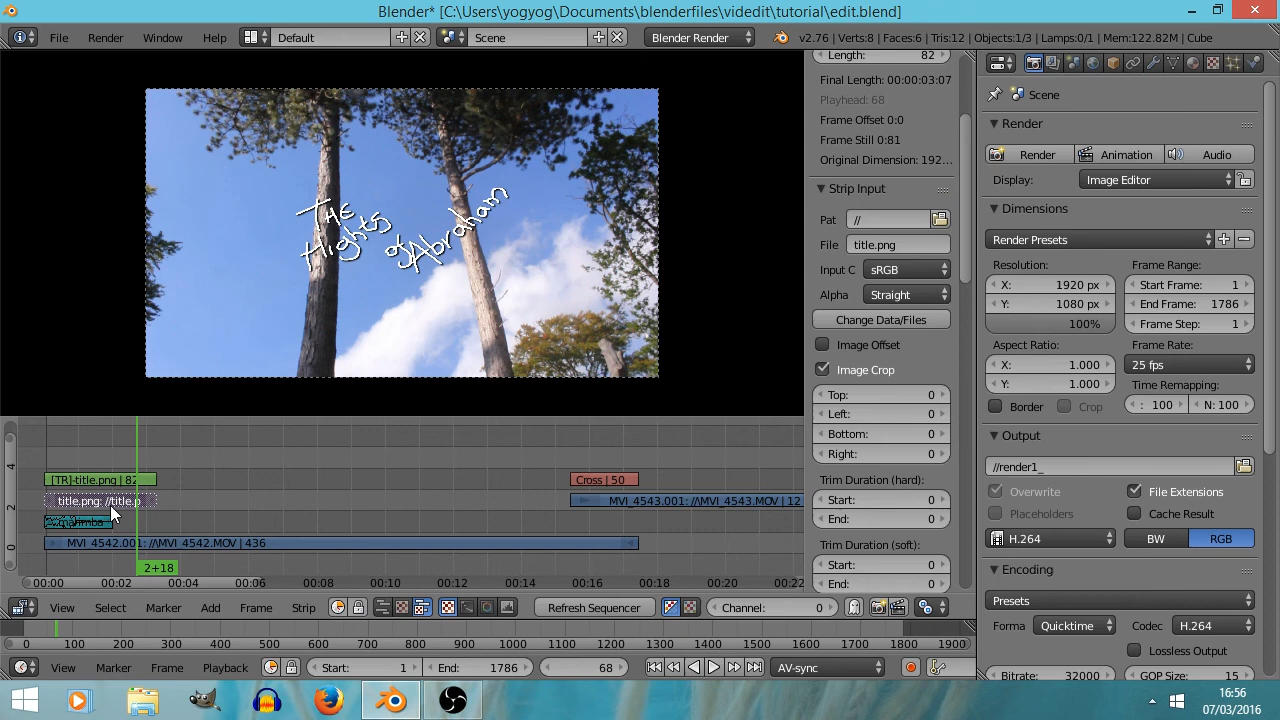 Blender* [C:\Users\yogyog\Documents\blenderfiles\videdit\tutorial\edit.blend]
File Render Window Help Default Scene Blender Render v2.76 | Verts:8 | Faces:6 | Tris:12 | Objects:1/3 | Lamps:0/1 | Mem:122.82M | Cube
Length: 82
Final Length: 00:00:03:07
Playhead: 68
Frame Offset 0:0
Frame Still 0:81
Original Dimension: 192...
Strip Input
Pat //
File title.png
Input C sRGB
Alpha Straight
Change Data/Files
Image Offset
Image Crop
Top: 0
Left: 0
Bottom: 0
Right: 0
Trim Duration (hard):
Start: 0
End: 0
Trim Duration (soft):
Start: 0
End:
The
Hights
of Abraham
Scene
Render
Render Animation Audio
Display: Image Editor
Dimensions
Render Presets
Resolution: Frame Range:
X: 1920 px Start Frame: 1
Y: 1080 px End Frame: 1786
100% Frame Step: 1
Aspect Ratio: Frame Rate:
X: 1.000 25 fps
Y: 1.000 Time Remapping:
Border Crop : 100 N: 100
Output
//render1_
Overwrite File Extensions
Placeholders Cache Result
H.264 BW RGB
Encoding
Presets
Forma Quicktime Codec H.264
Lossless Output
Bitrate: 32000 GOP Size: 15
4
2
0
[TR]-title.png | 82 Cross | 50
title.png: //title.p MVI_4543.001: //\MVI_4543.MOV | 12
MVI_4542.001: //\MVI_4542.MOV | 436
2+18
00:00 00:02 00:04 00:06 00:08 00:10 00:12 00:14 00:16 00:18 00:20 00:22
View Select Marker Add Frame Strip Refresh Sequencer Channel: 0
0 100 200 300 400 500 600 700 800 900 1000 1100 1200 1300 1400 1500 1600 1700 1800 1900
View Marker Frame Playback Start: 1 End: 1786 68 AV-sync
16:56
07/03/2016